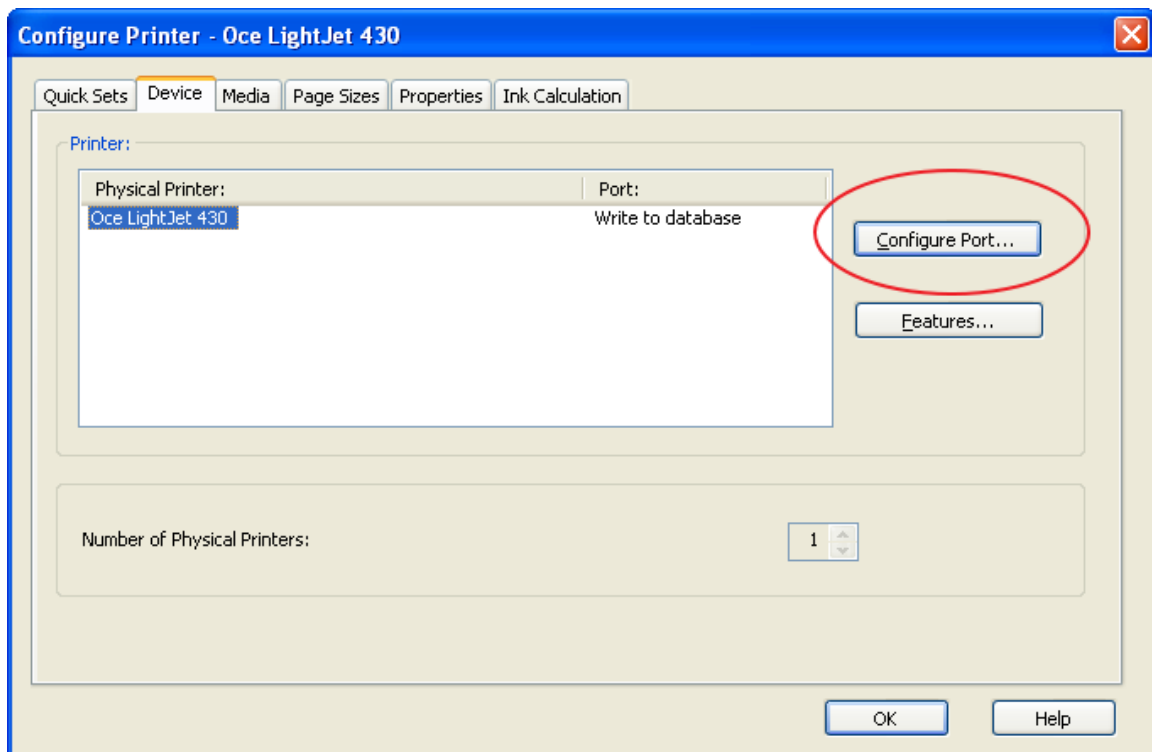 Configure Printer - Oce LightJet 430
Quick Sets Device Media Page Sizes Properties Ink Calculation
Printer:
Physical Printer: Port:
Oce LightJet 430 Write to database
Configure Port...
Features...
Number of Physical Printers: 1
OK Help